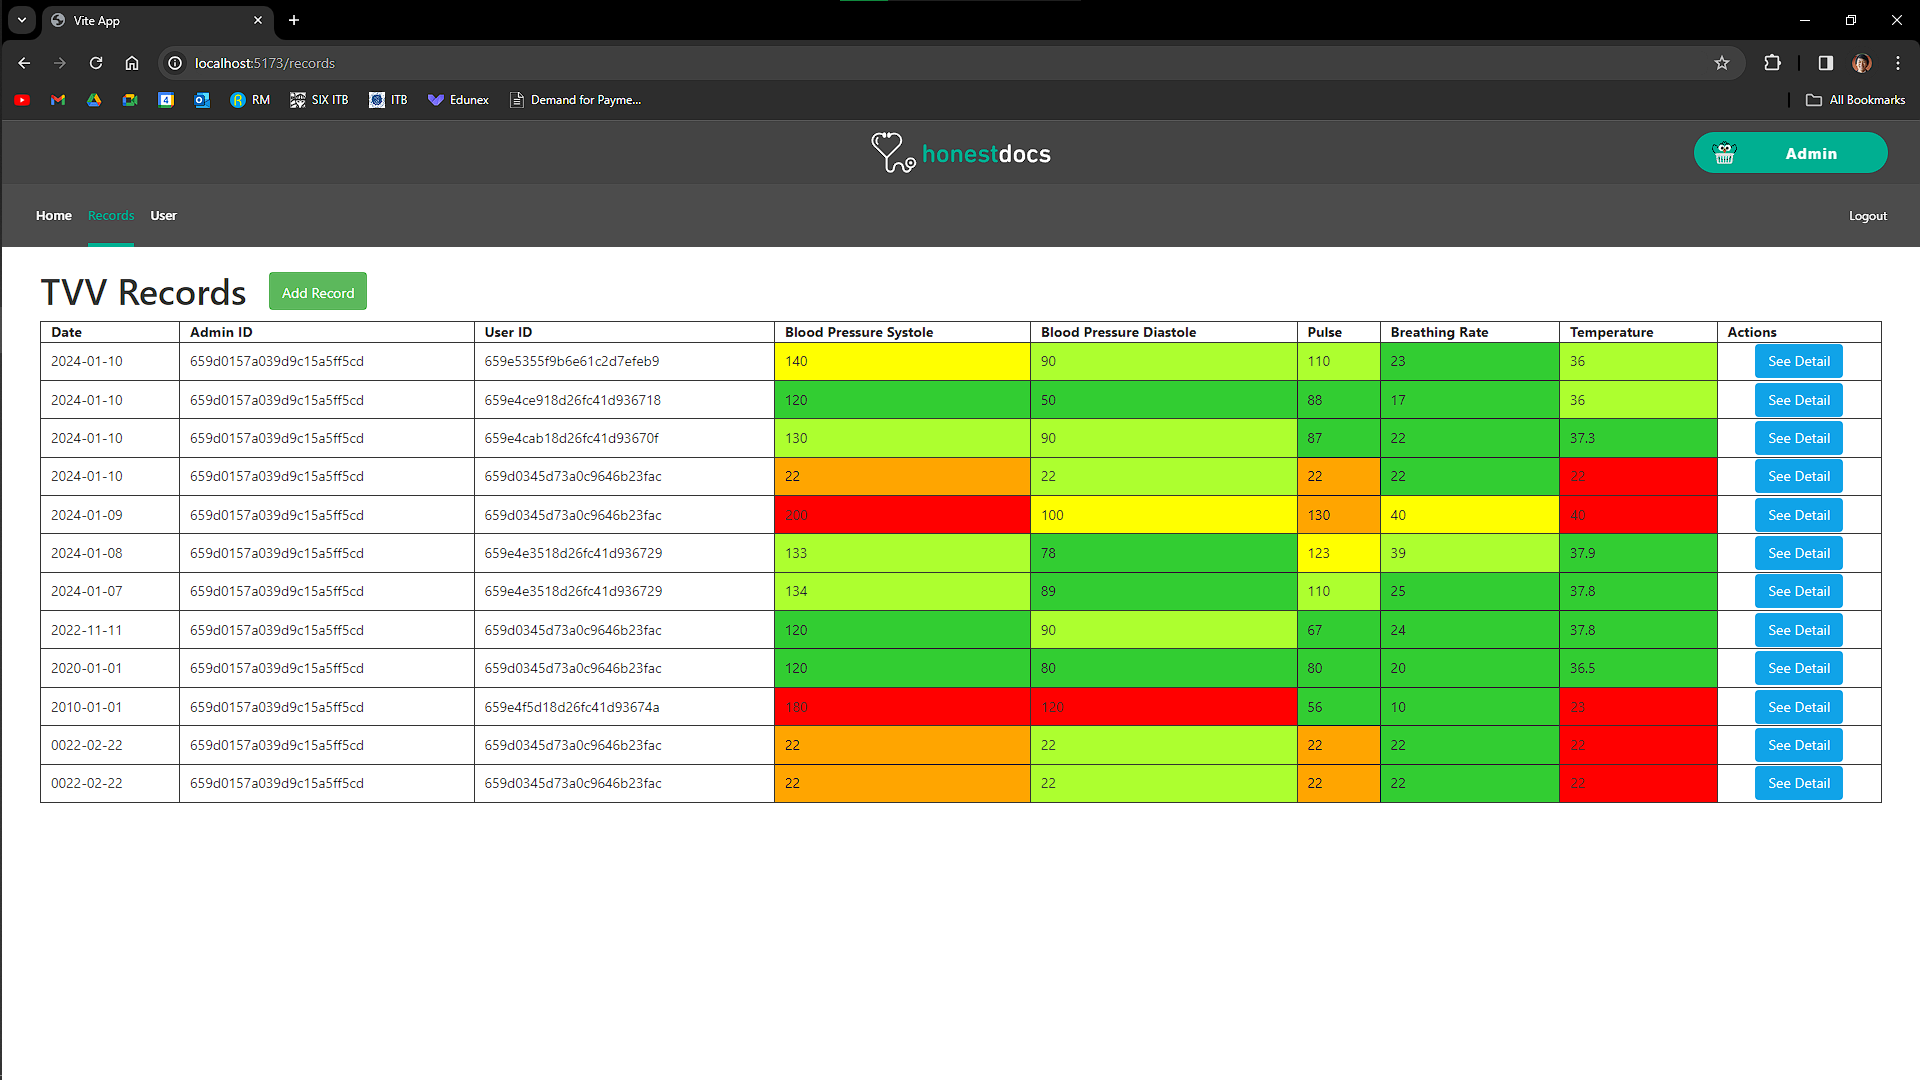 Vite App
localhost:5173/records
4 RM SIX ITB ITB Edunex Demand for Payme... All Bookmarks
honestdocs Admin
Home Records User Logout
TVV Records Add Record
Date Admin ID User ID Blood Pressure Systole Blood Pressure Diastole Pulse Breathing Rate Temperature Actions
2024-01-10 659d0157a039d9c15a5ff5cd 659e5355f9b6e61c2d7efeb9 140 90 110 23 36 See Detail
2024-01-10 659d0157a039d9c15a5ff5cd 659e4ce918d26fc41d936718 120 50 88 17 36 See Detail
2024-01-10 659d0157a039d9c15a5ff5cd 659e4cab18d26fc41d93670f 130 90 87 22 37.3 See Detail
2024-01-10 659d0157a039d9c15a5ff5cd 659d0345d73a0c9646b23fac 22 22 22 22 22 See Detail
2024-01-09 659d0157a039d9c15a5ff5cd 659d0345d73a0c9646b23fac 200 100 130 40 40 See Detail
2024-01-08 659d0157a039d9c15a5ff5cd 659e4e3518d26fc41d936729 133 78 123 39 37.9 See Detail
2024-01-07 659d0157a039d9c15a5ff5cd 659e4e3518d26fc41d936729 134 89 110 25 37.8 See Detail
2022-11-11 659d0157a039d9c15a5ff5cd 659d0345d73a0c9646b23fac 120 90 67 24 37.8 See Detail
2020-01-01 659d0157a039d9c15a5ff5cd 659d0345d73a0c9646b23fac 120 80 80 20 36.5 See Detail
2010-01-01 659d0157a039d9c15a5ff5cd 659e4f5d18d26fc41d93674a 180 120 56 10 23 See Detail
0022-02-22 659d0157a039d9c15a5ff5cd 659d0345d73a0c9646b23fac 22 22 22 22 22 See Detail
0022-02-22 659d0157a039d9c15a5ff5cd 659d0345d73a0c9646b23fac 22 22 22 22 22 See Detail